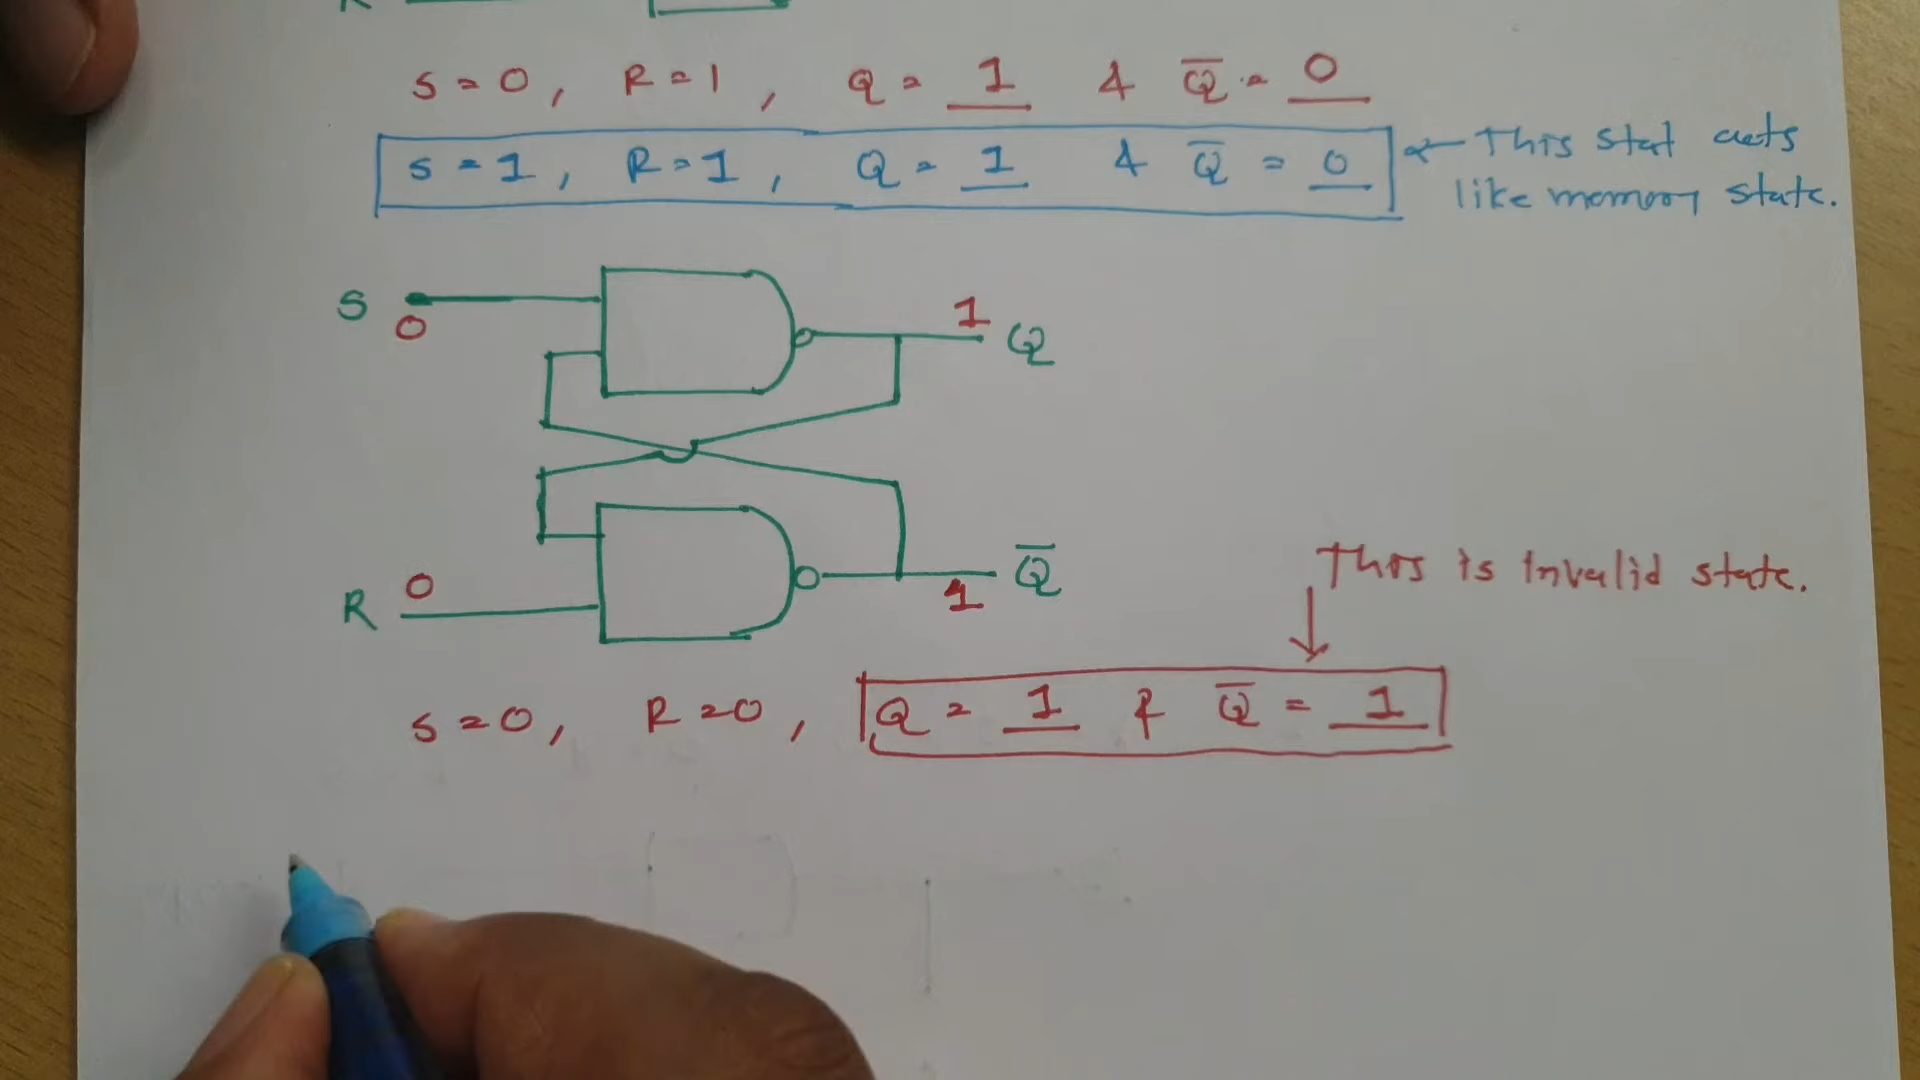 R
S = 0, R = 1, Q = 1 & Q̅ = 0
S = 1, R = 1, Q = 1 & Q̅ = 0
← This stat acts
like memory state.
S
0
1
Q
R
0
1
Q̅
This is Invalid state.
S = 0, R = 0, Q = 1 & Q̅ = 1